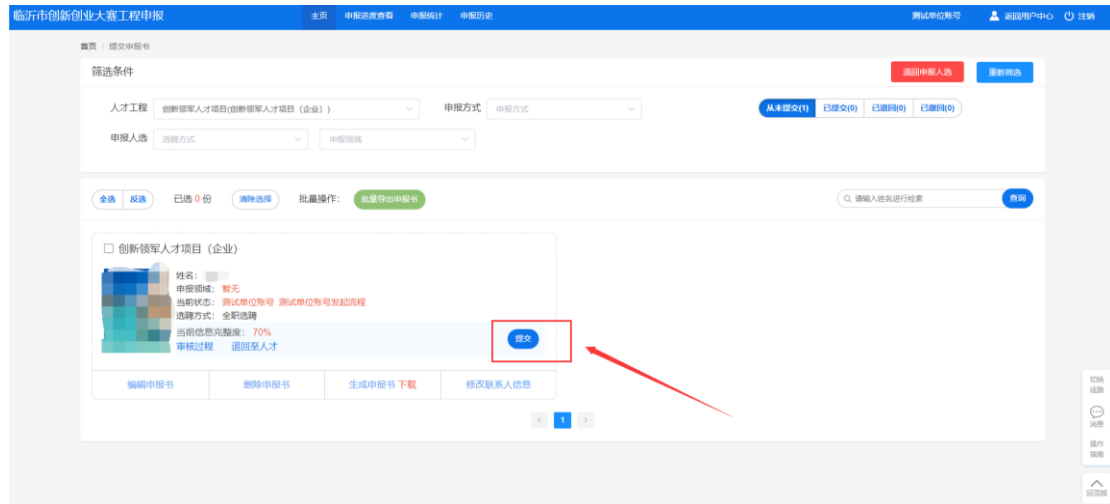 临沂市创新创业大赛工程申报 主页 申报进度查看 申报统计 申报历史 测试单位账号 返回用户中心 注销
首页 / 提交申报书
筛选条件 退回申报人选 重新筛选
人才工程 创新领军人才项目(创新领军人才项目(企业)) 申报方式 申报方式 从未提交(1) 已提交(0) 已退回(0) 已撤回(0)
申报人选 选聘方式 申报领域
全选 反选 已选 0 份 清除选择 批量操作: 批量导出申报书 请输入姓名进行检索 查询
创新领军人才项目(企业)
姓名:
申报领域: 暂无
当前状态: 测试单位账号 测试单位账号发起流程
选聘方式: 全职选聘
当前信息完整度: 70% 提交
审核过程 退回至人才
编辑申报书 删除申报书 生成申报书 下载 修改联系人信息
< 1 >
切换
线路
消息
操作
指南
回顶部